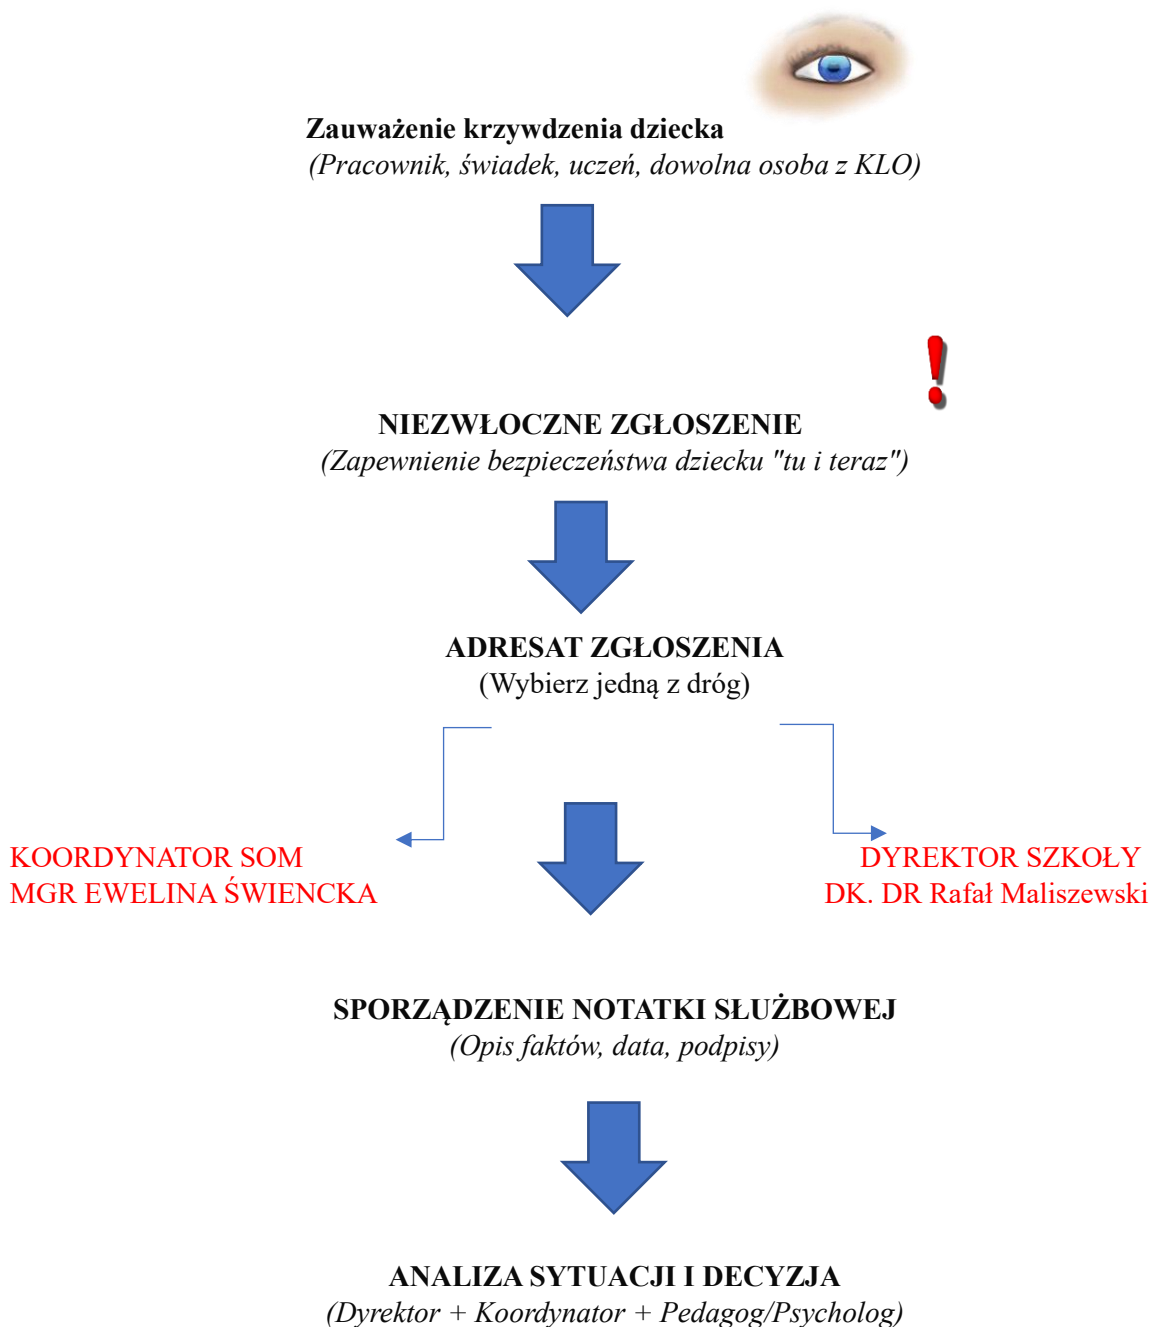 Zauważenie krzywdzenia dziecka
(Pracownik, świadek, uczeń, dowolna osoba z KLO)
!
NIEZWŁOCZNE ZGŁOSZENIE
(Zapewnienie bezpieczeństwa dziecku "tu i teraz")
ADRESAT ZGŁOSZENIA
(Wybierz jedną z dróg)
KOORDYNATOR SOM
MGR EWELINA ŚWIENCKA
DYREKTOR SZKOŁY
DK. DR Rafał Maliszewski
SPORZĄDZENIE NOTATKI SŁUŻBOWEJ
(Opis faktów, data, podpisy)
ANALIZA SYTUACJI I DECYZJA
(Dyrektor + Koordynator + Pedagog/Psycholog)